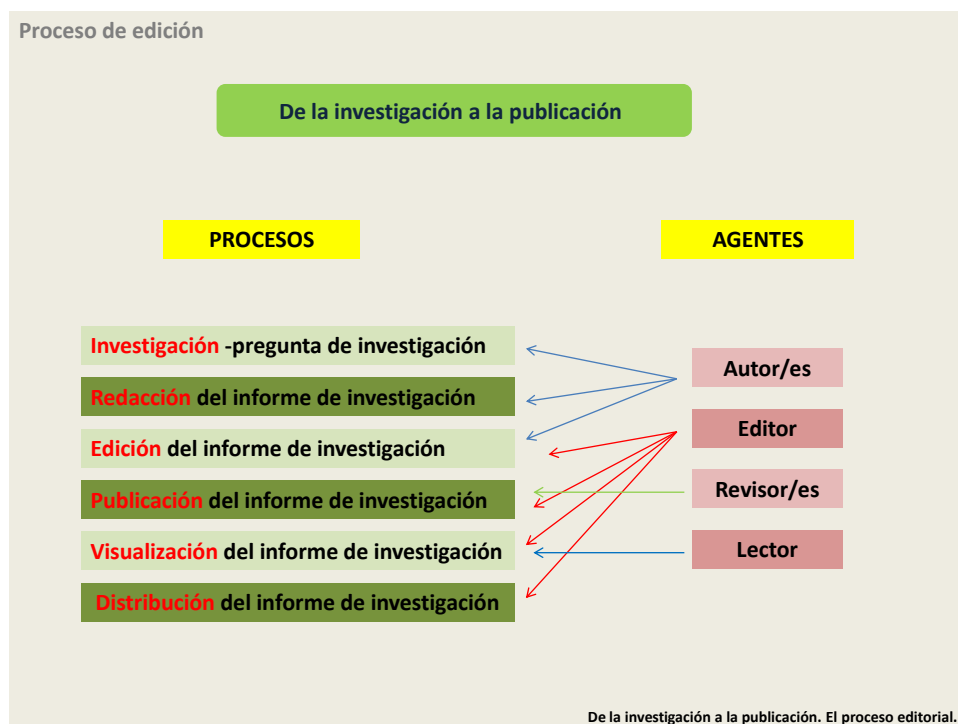 Proceso de edición
De la investigación a la publicación
PROCESOS
AGENTES
Investigación -pregunta de investigación
Redacción del informe de investigación
Edición del informe de investigación
Publicación del informe de investigación
Visualización del informe de investigación
Distribución del informe de investigación
Autor/es
Editor
Revisor/es
Lector
De la investigación a la publicación. El proceso editorial.